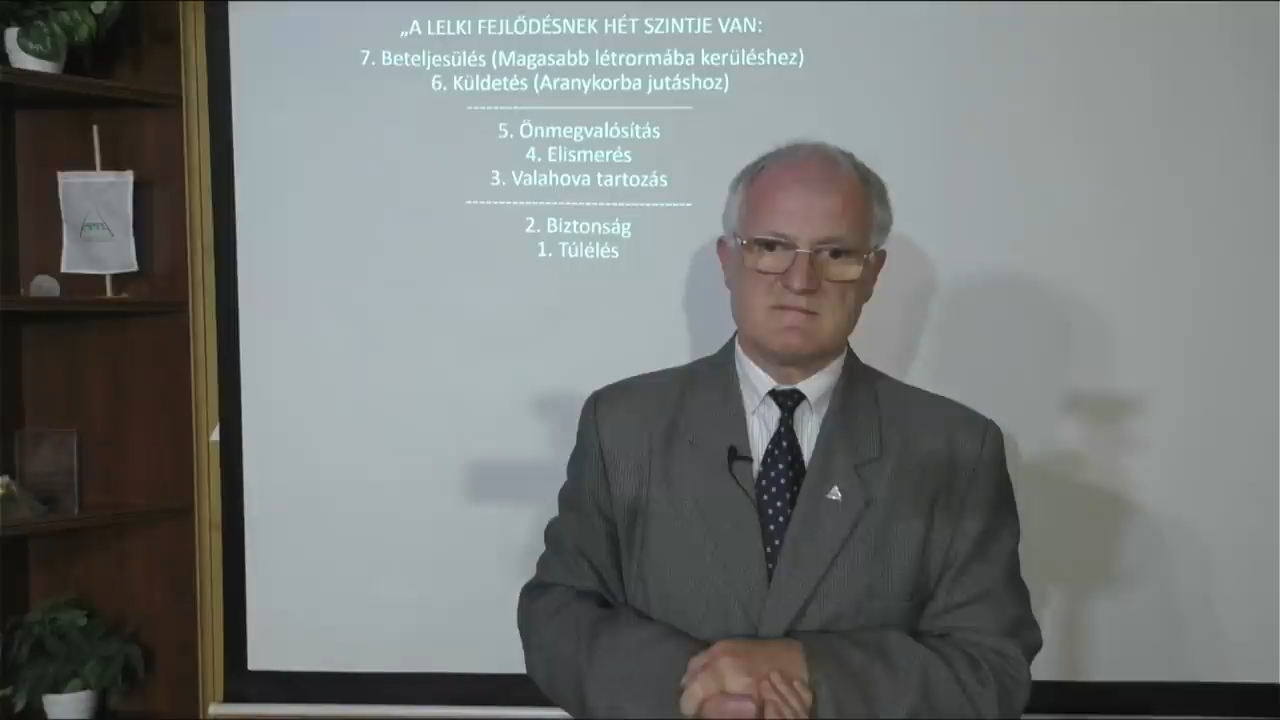 „A LELKI FEJLŐDÉSNEK HÉT SZINTJE VAN:
7. Beteljesülés (Magasabb létrormába kerüléshez)
6. Küldetés (Aranykorba jutáshoz)
5. Önmegvalósítás
4. Elismerés
3. Valahova tartozás
2. Biztonság
1. Túlélés